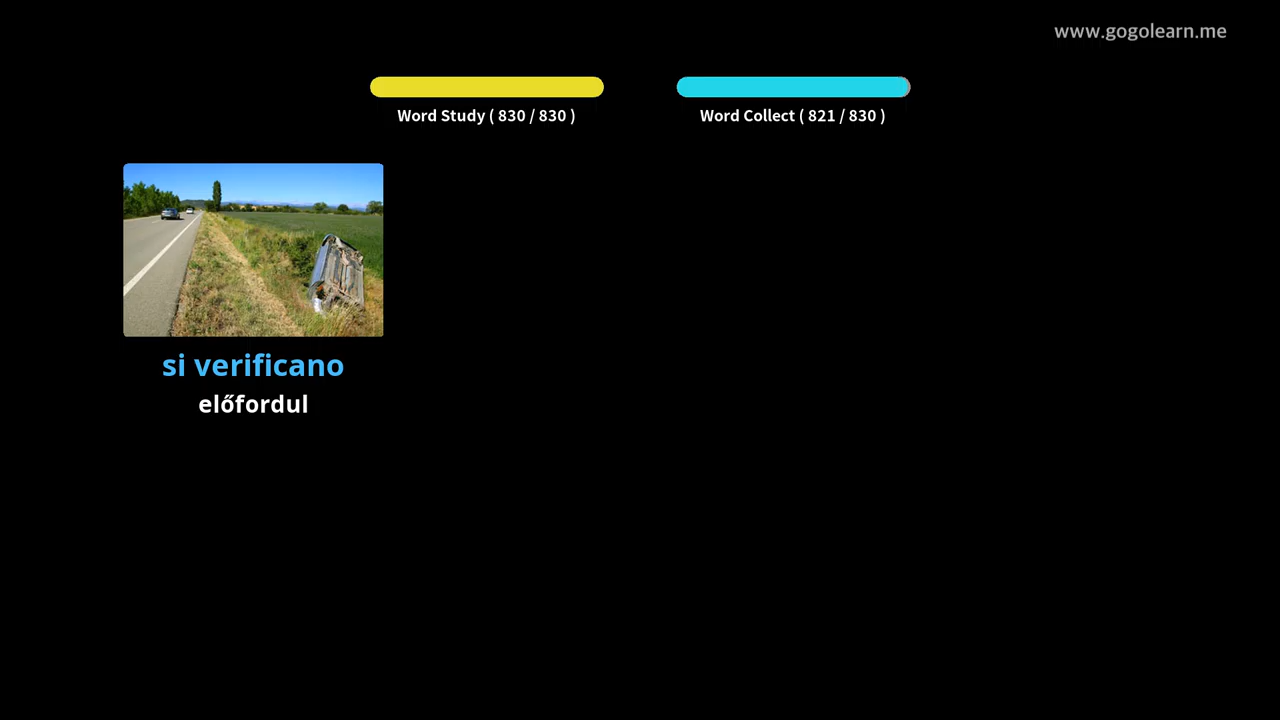 www.gogolearn.me
Word Study ( 830 / 830 )
Word Collect ( 821 / 830 )
si verificano
előfordul